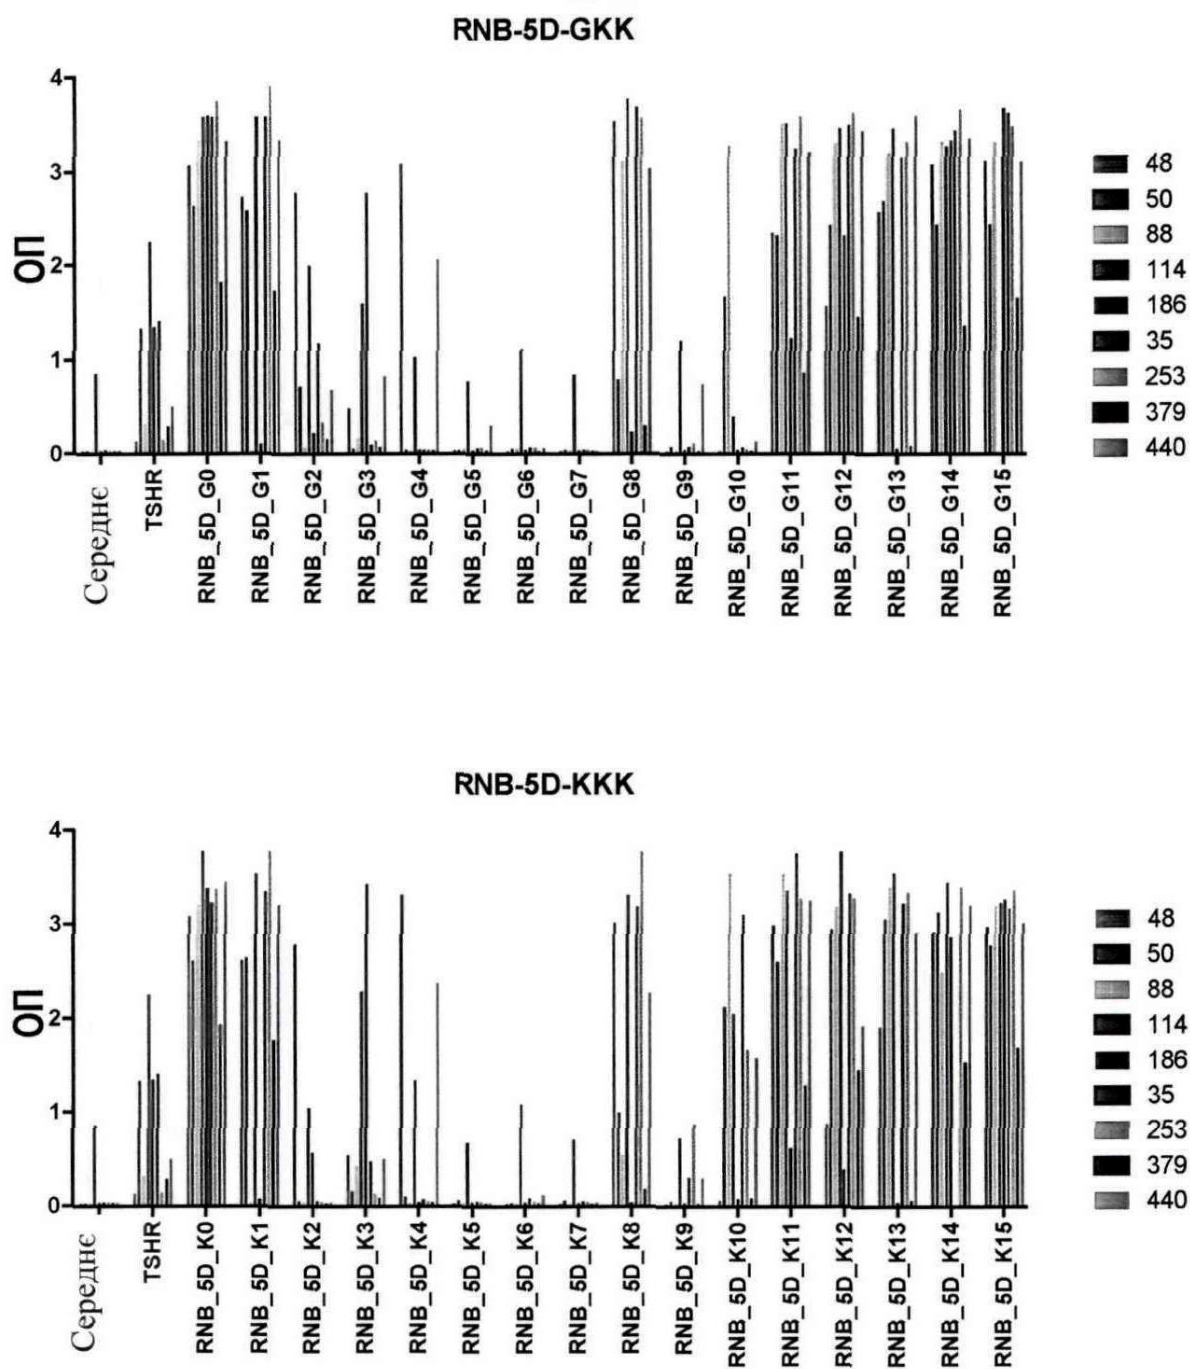 RNB-5D-GKK
4
3
2
1
0
ОП
Середнє
TSHR
RNB_5D_G0
RNB_5D_G1
RNB_5D_G2
RNB_5D_G3
RNB_5D_G4
RNB_5D_G5
RNB_5D_G6
RNB_5D_G7
RNB_5D_G8
RNB_5D_G9
RNB_5D_G10
RNB_5D_G11
RNB_5D_G12
RNB_5D_G13
RNB_5D_G14
RNB_5D_G15
48
50
88
114
186
35
253
379
440
RNB-5D-KKK
4
3
2
1
0
ОП
Середнє
TSHR
RNB_5D_K0
RNB_5D_K1
RNB_5D_K2
RNB_5D_K3
RNB_5D_K4
RNB_5D_K5
RNB_5D_K6
RNB_5D_K7
RNB_5D_K8
RNB_5D_K9
RNB_5D_K10
RNB_5D_K11
RNB_5D_K12
RNB_5D_K13
RNB_5D_K14
RNB_5D_K15
48
50
88
114
186
35
253
379
440